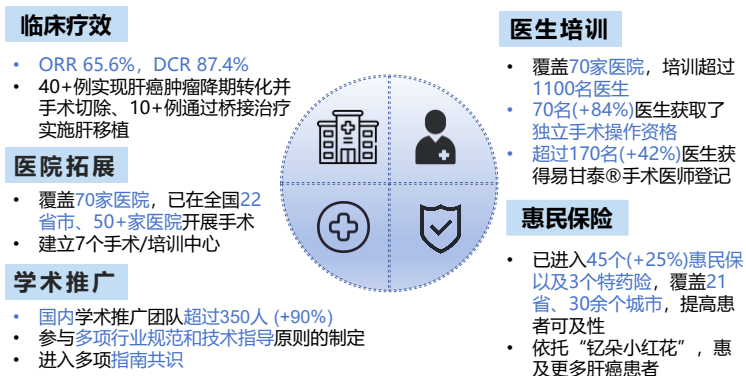 临床疗效
• ORR 65.6%，DCR 87.4%
• 40+例实现肝癌肿瘤降期转化并
手术切除、10+例通过桥接治疗
实施肝移植
医院拓展
• 覆盖70家医院，已在全国22
省市、50+家医院开展手术
• 建立7个手术/培训中心
学术推广
• 国内学术推广团队超过350人 (+90%)
• 参与多项行业规范和技术指导原则的制定
• 进入多项指南共识
医生培训
• 覆盖70家医院，培训超过
1100名医生
• 70名(+84%)医生获取了
独立手术操作资格
• 超过170名(+42%)医生获
得易甘泰®手术医师登记
惠民保险
• 已进入45个(+25%)惠民保
以及3个特药险，覆盖21
省、30余个城市，提高患
者可及性
• 依托“钇朵小红花”，惠
及更多肝癌患者